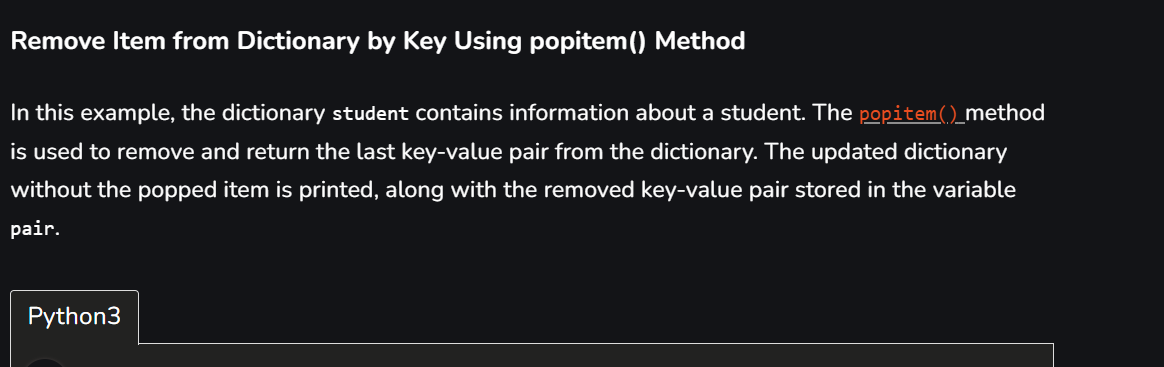 Remove Item from Dictionary by Key Using popitem() Method
In this example, the dictionary student contains information about a student. The popitem() method
is used to remove and return the last key-value pair from the dictionary. The updated dictionary
without the popped item is printed, along with the removed key-value pair stored in the variable
pair.
Python3